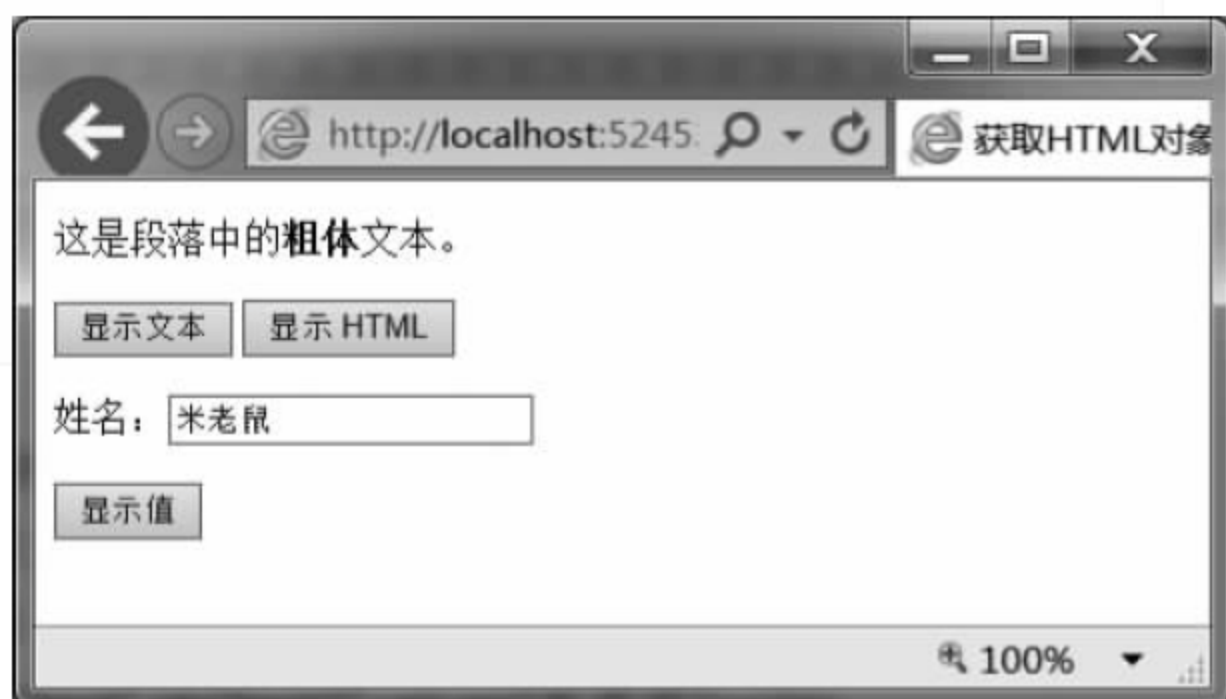 http://localhost:5245
获取HTML对象
这是段落中的粗体文本。
显示文本 显示 HTML
姓名：米老鼠
显示值
100%